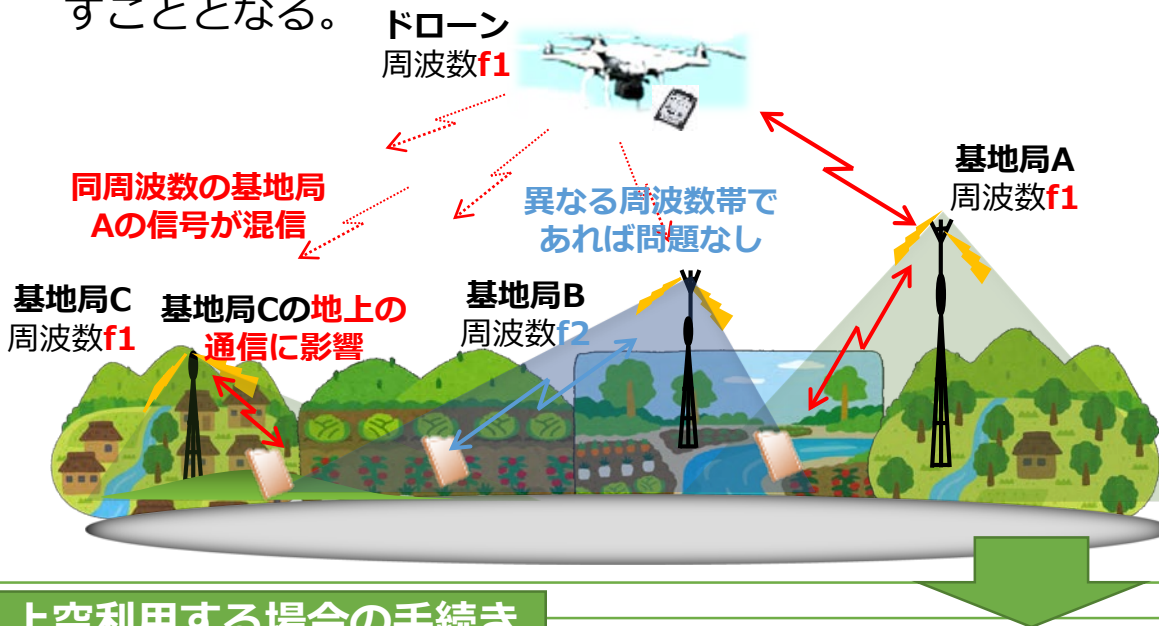 すこととなる。
ドローン
周波数f1
基地局A
周波数f1
同周波数の基地局
Aの信号が混信
異なる周波数帯で
あれば問題なし
基地局C
周波数f1
基地局Cの地上の
通信に影響
基地局B
周波数f2
上空利用する場合の手続き